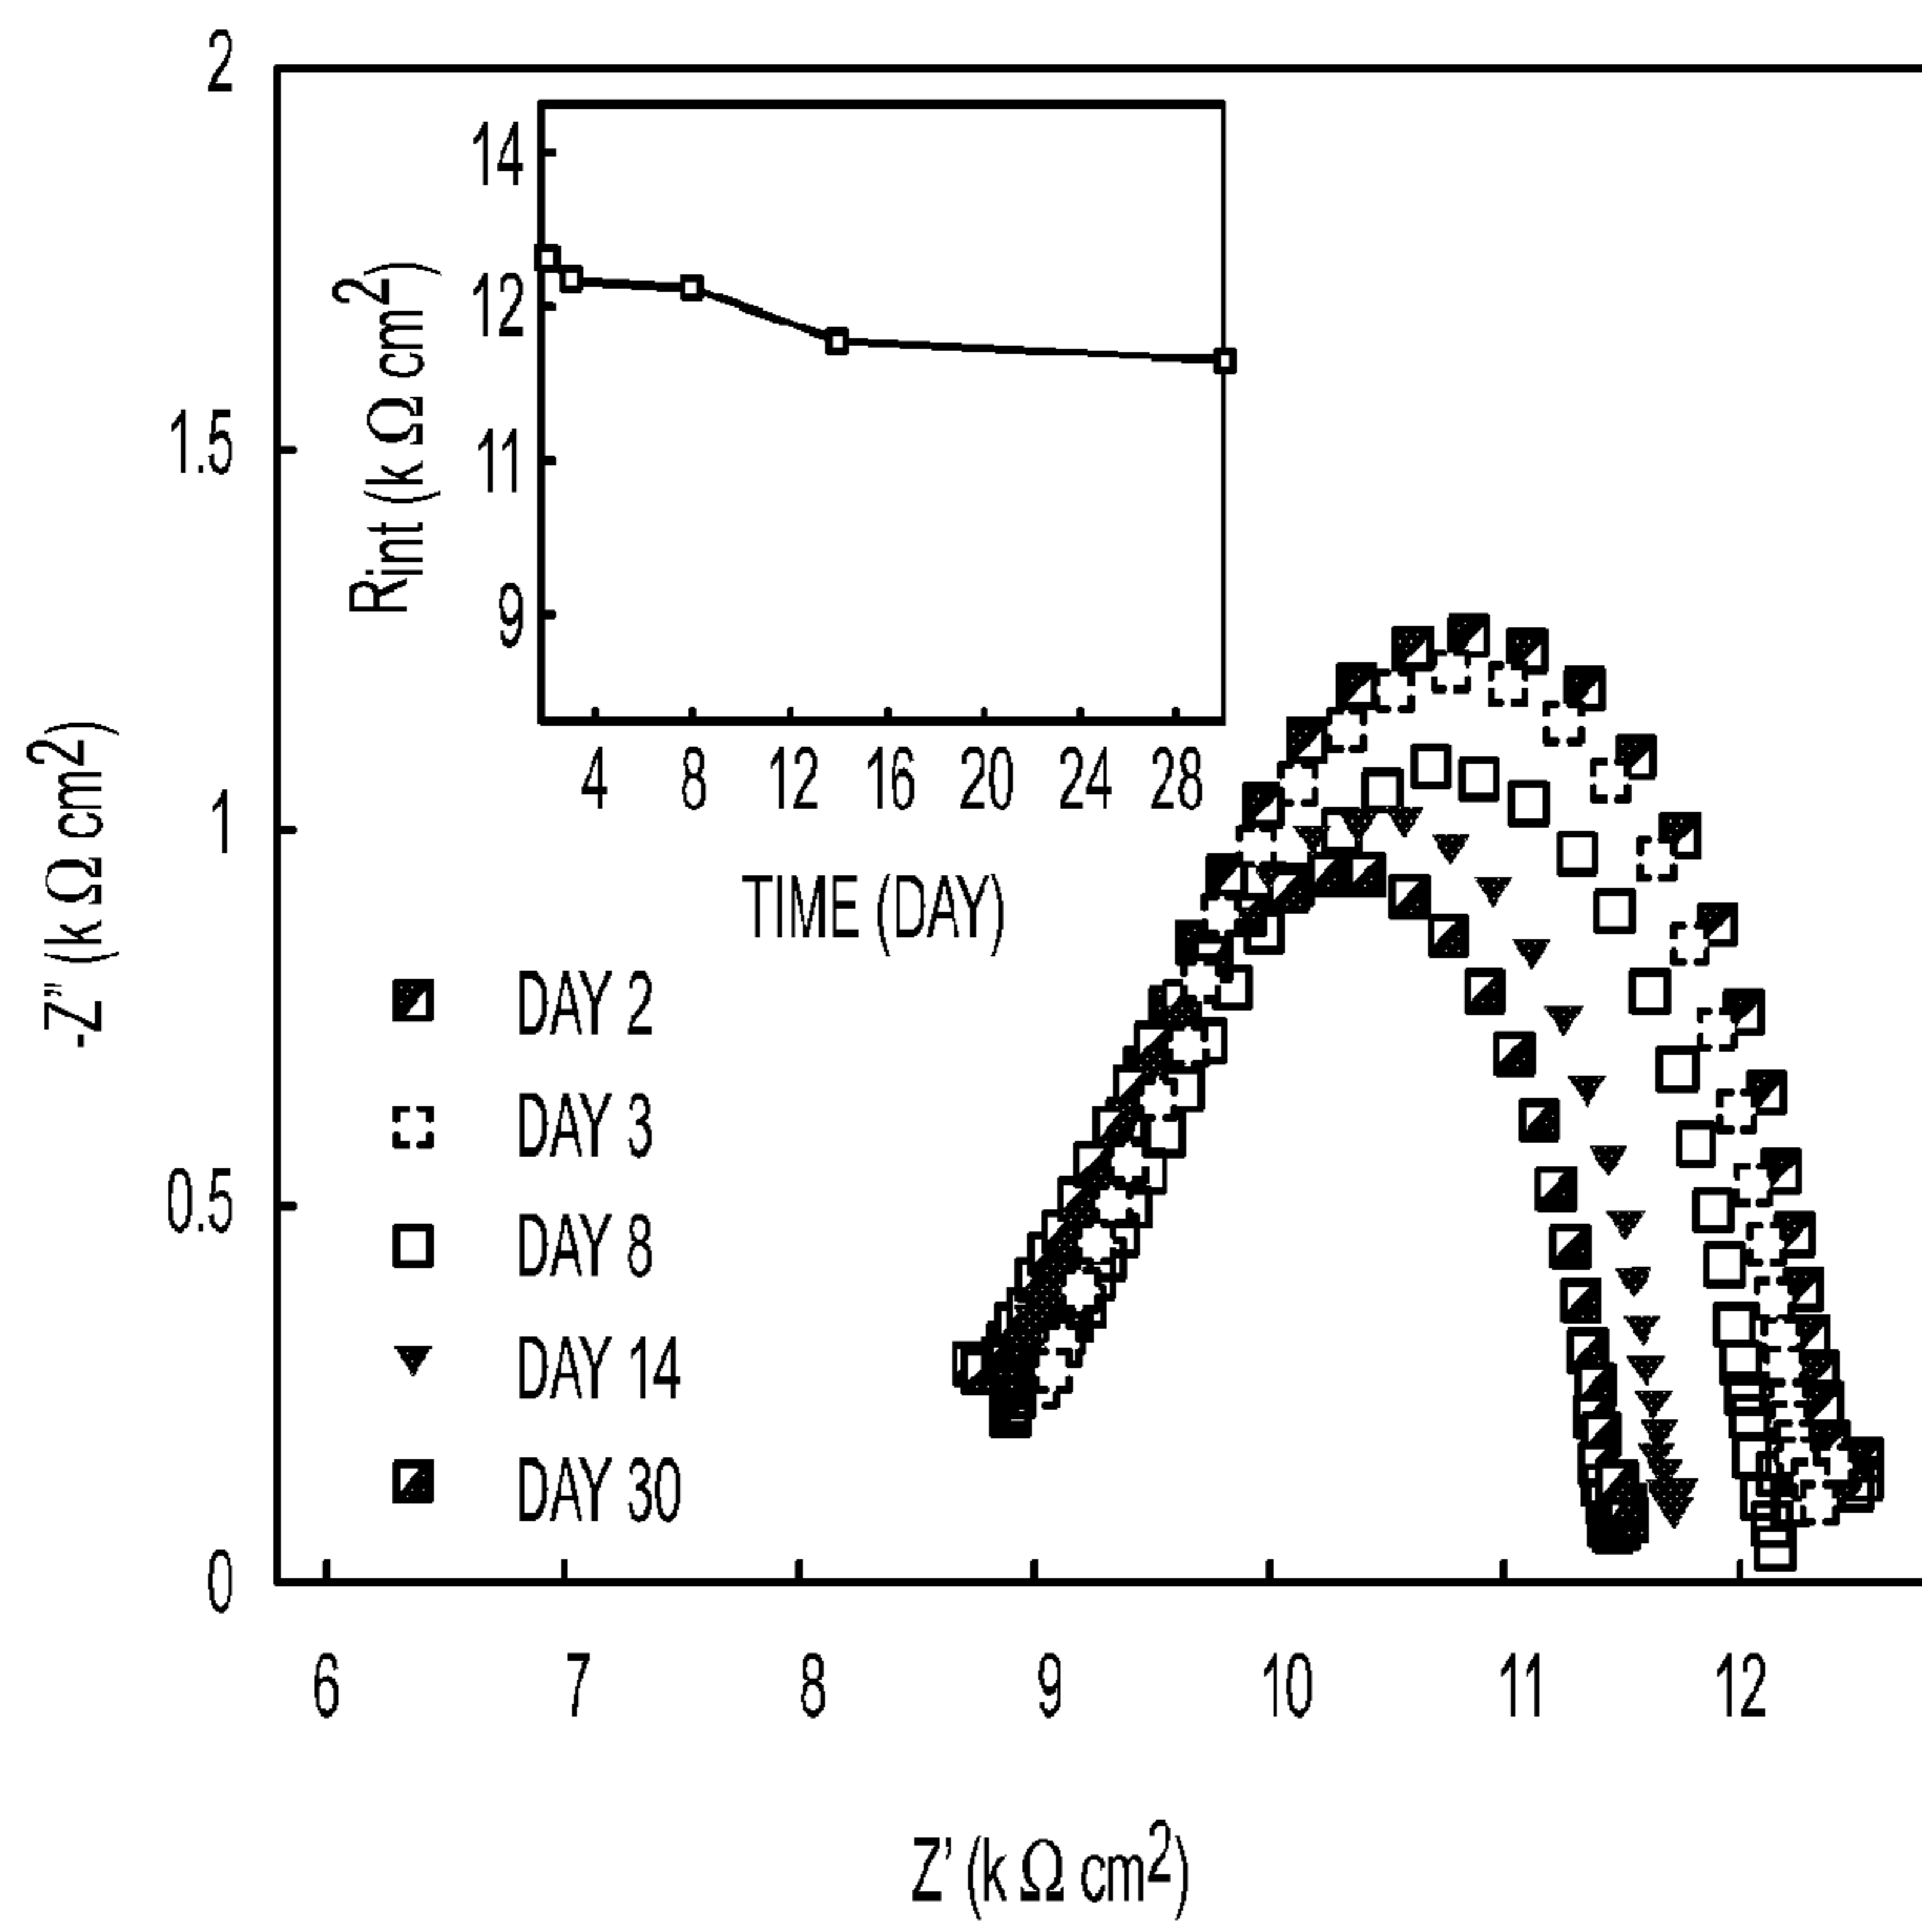 2
1.5
1
0.5
0
-Z" (k Ω cm²)
14
12
11
9
Rint (k Ω cm²)
4 8 12 16 20 24 28
TIME (DAY)
DAY 2
DAY 3
DAY 8
DAY 14
DAY 30
6 7 8 9 10 11 12
Z' (k Ω cm²)